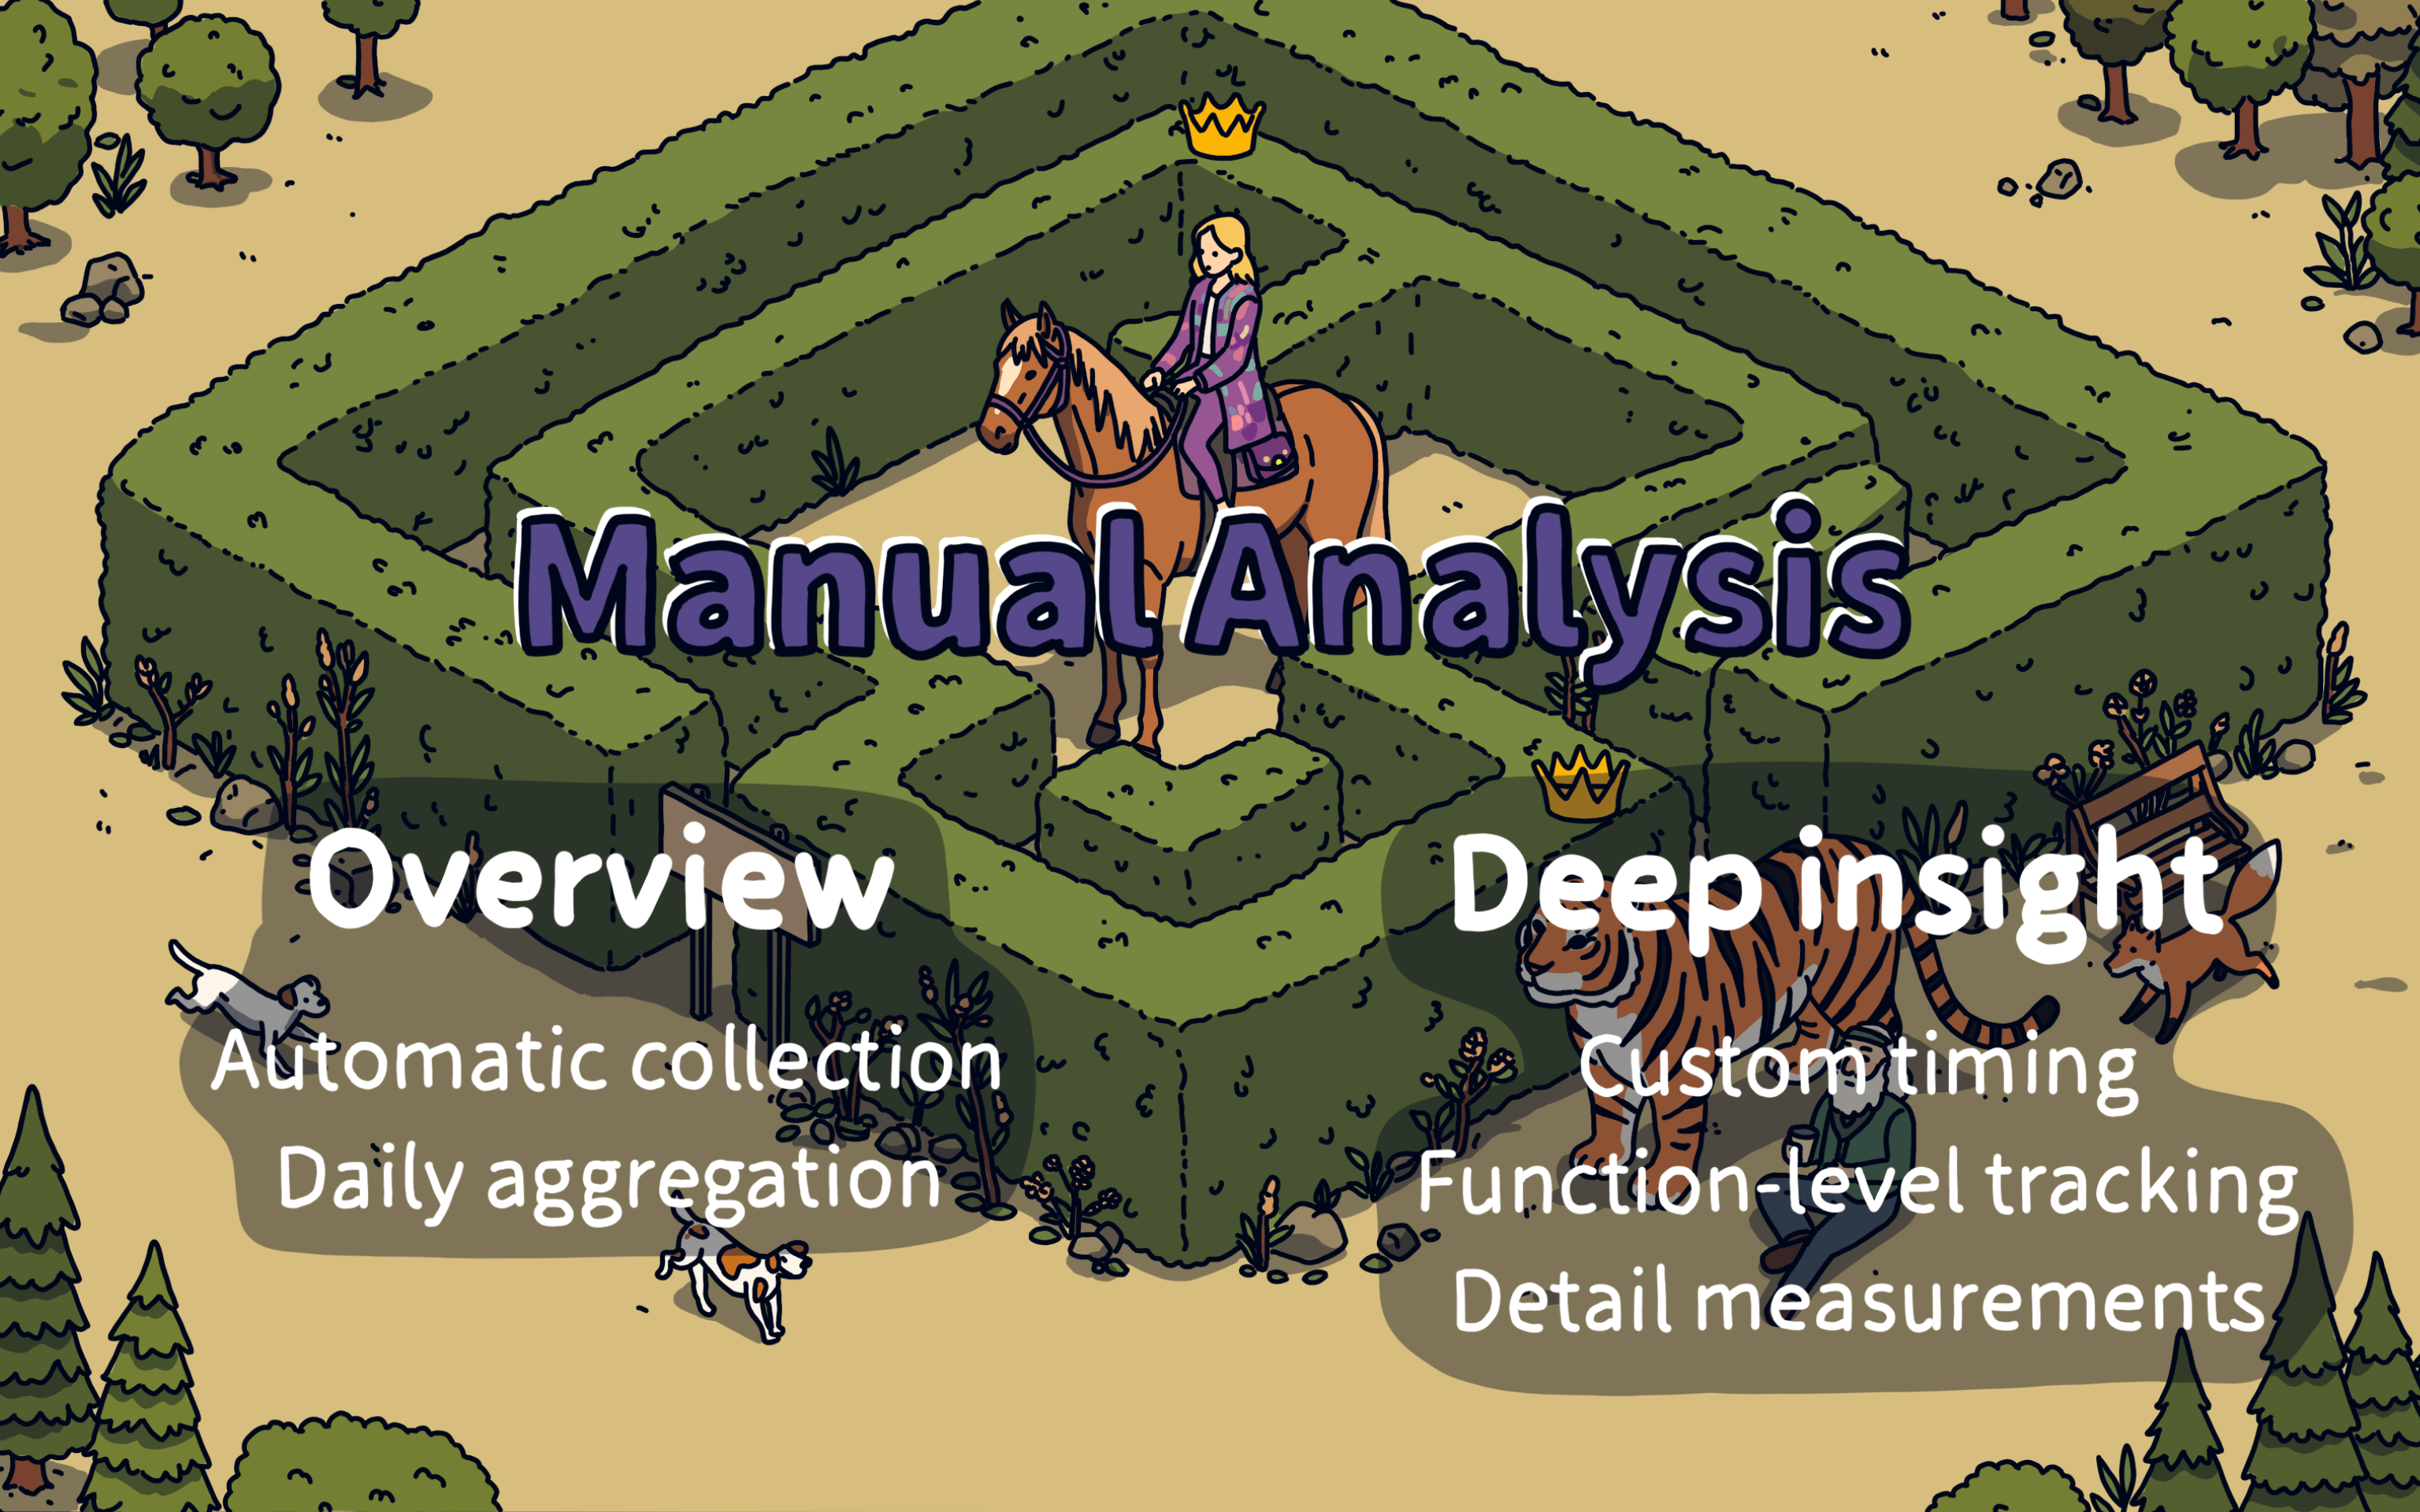 Manual Analysis
Overview
Automatic collection
Daily aggregation
Deep insight
Custom timing
Function-level tracking
Detail measurements